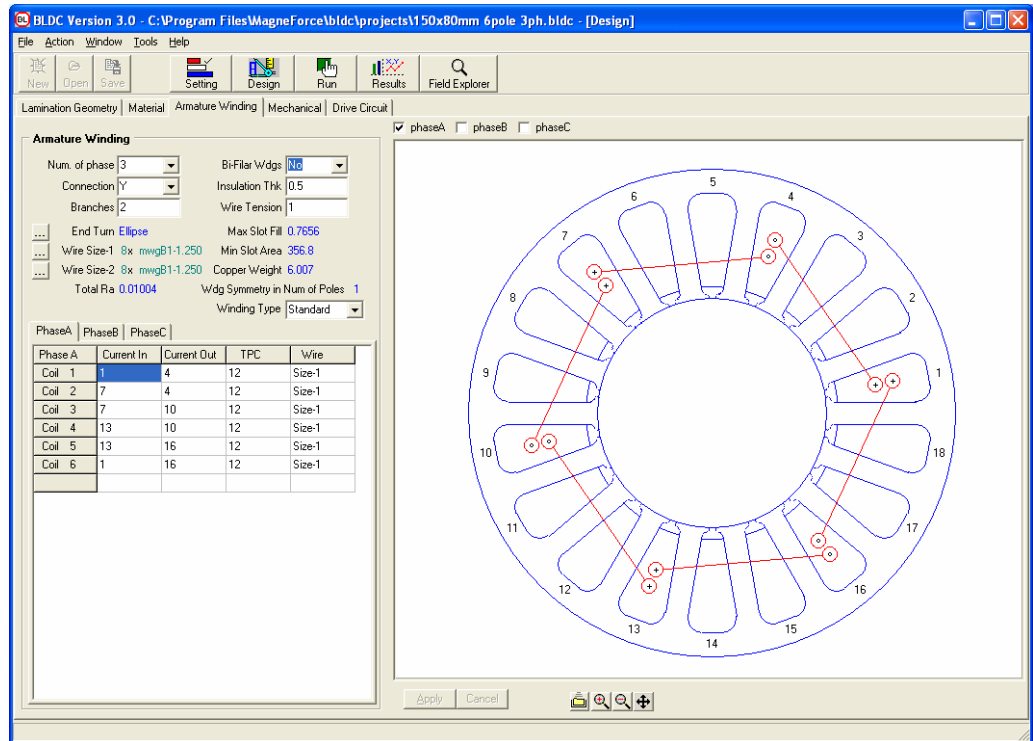 BLDC Version 3.0 - C:\Program Files\MagneForce\bldc\projects\150x80mm 6pole 3ph.bldc - [Design]
File Action Window Tools Help
New Open Save Setting Design Run Results Field Explorer
Lamination Geometry Material Armature Winding Mechanical Drive Circuit
phaseA phaseB phaseC
Armature Winding
Num. of phase 3 Bi-Filar Wdgs No
Connection Y Insulation Thk 0.5
Branches 2 Wire Tension 1
... End Turn Ellipse Max Slot Fill 0.7656
... Wire Size-1 8x mwgB1-1.250 Min Slot Area 356.8
... Wire Size-2 8x mwgB1-1.250 Copper Weight 6.007
Total Ra 0.01004 Wdg Symmetry in Num of Poles 1
Winding Type Standard
PhaseA PhaseB PhaseC
Phase A Current In Current Out TPC Wire
Coil 1 1 4 12 Size-1
Coil 2 7 4 12 Size-1
Coil 3 7 10 12 Size-1
Coil 4 13 10 12 Size-1
Coil 5 13 16 12 Size-1
Coil 6 1 16 12 Size-1
5
6 4
7 3
8 2
9 1
10 18
11 17
12 16
13 15
14
Apply Cancel